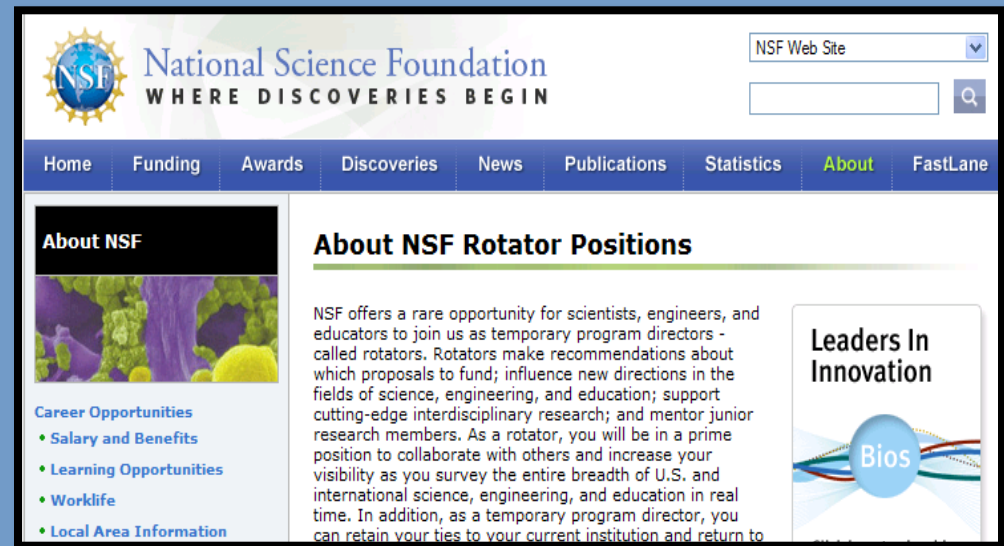 NSF
National Science Foundation
WHERE DISCOVERIES BEGIN
NSF Web Site
Home Funding Awards Discoveries News Publications Statistics About FastLane
About NSF
Career Opportunities
• Salary and Benefits
• Learning Opportunities
• Worklife
• Local Area Information
About NSF Rotator Positions
NSF offers a rare opportunity for scientists, engineers, and
educators to join us as temporary program directors -
called rotators. Rotators make recommendations about
which proposals to fund; influence new directions in the
fields of science, engineering, and education; support
cutting-edge interdisciplinary research; and mentor junior
research members. As a rotator, you will be in a prime
position to collaborate with others and increase your
visibility as you survey the entire breadth of U.S. and
international science, engineering, and education in real
time. In addition, as a temporary program director, you
can retain your ties to your current institution and return to
Leaders In
Innovation
Bios